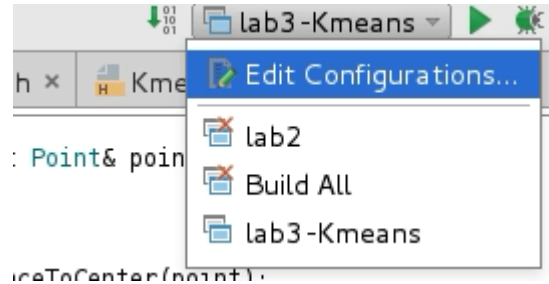 lab3-Kmeans
h × Kme
Edit Configurations...
: Point& poin
lab2
Build All
lab3-Kmeans
ceToCenter(point);